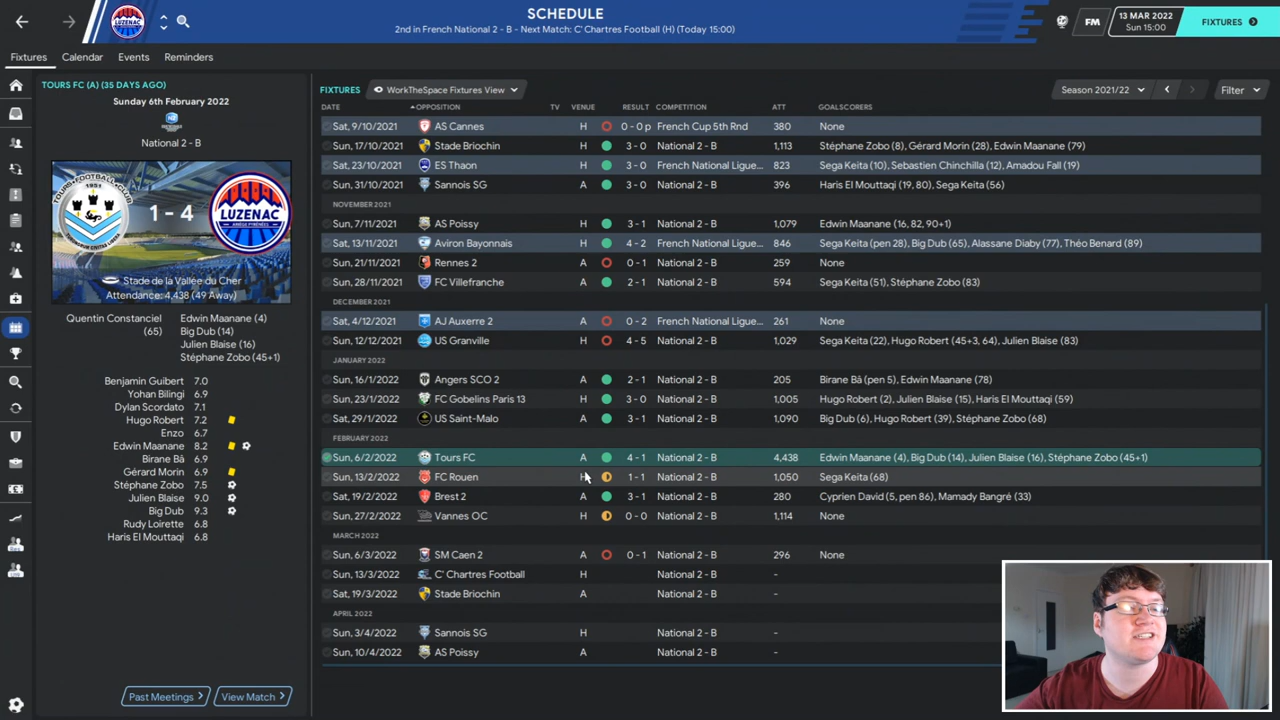 SCHEDULE
2nd in French National 2 - B - Next Match: C' Chartres Football (H) (Today 15:00)
LUZENAC
FM
13 MAR 2022
Sun 15:00
FIXTURES
Fixtures
Calendar
Events
Reminders
TOURS FC (A) (35 DAYS AGO)
Sunday 6th February 2022
National 2 - B
TOURS FOOTBALL CLUB
1951
LUZENAC
1 - 4
Stade de la Vallée du Cher
Attendance: 4,438 (49 Away)
Quentin Constanciel (65)
Edwin Maanane (4)
Big Dub (14)
Julien Blaise (16)
Stéphane Zobo (45+1)
Benjamin Guibert 7.0
Yohan Bilingi 6.9
Dylan Scordato 7.1
Hugo Robert 7.2
Enzo 6.7
Edwin Maanane 8.2
Birane Bâ 6.9
Gérard Morin 6.9
Stéphane Zobo 7.5
Julien Blaise 9.0
Big Dub 9.3
Rudy Loirette 6.8
Haris El Mouttaqi 6.8
Past Meetings
View Match
FIXTURES
WorkTheSpace Fixtures View
Season 2021/22
Filter
DATE OPPOSITION TV VENUE RESULT COMPETITION ATT GOALSCORERS
Sat, 9/10/2021 AS Cannes H 0 - 0 p French Cup 5th Rnd 380 None
Sun, 17/10/2021 Stade Briochin H 3 - 0 National 2 - B 1,113 Stéphane Zobo (8), Gérard Morin (28), Edwin Maanane (79)
Sat, 23/10/2021 ES Thaon H 3 - 0 French National Ligue... 823 Sega Keita (10), Sebastien Chinchilla (12), Amadou Fall (19)
Sun, 31/10/2021 Sannois SG A 3 - 0 National 2 - B 394 Haris El Mouttaqi (19, 80), Sega Keita (56)
NOVEMBER 2021
Sun, 7/11/2021 AS Poissy H 3 - 1 National 2 - B 1,079 Edwin Maanane (16, 82, 90+1)
Sat, 13/11/2021 Aviron Bayonnais H 4 - 2 French National Ligue... 846 Sega Keita (pen 28), Big Dub (65), Alassane Diaby (77), Théo Benard (89)
Sun, 21/11/2021 Rennes 2 A 0 - 1 National 2 - B 259 None
Sun, 28/11/2021 FC Villefranche A 2 - 1 National 2 - B 594 Sega Keita (51), Stéphane Zobo (83)
DECEMBER 2021
Sat, 4/12/2021 AJ Auxerre 2 A 0 - 2 French National Ligue... 261 None
Sun, 12/12/2021 US Granville H 4 - 5 National 2 - B 1,029 Sega Keita (22), Hugo Robert (45+3, 64), Julien Blaise (83)
JANUARY 2022
Sun, 16/1/2022 Angers SCO 2 A 2 - 1 National 2 - B 205 Birane Bâ (pen 5), Edwin Maanane (78)
Sun, 23/1/2022 FC Gobelins Paris 13 H 3 - 0 National 2 - B 1,005 Hugo Robert (2), Julien Blaise (15), Haris El Mouttaqi (59)
Sat, 29/1/2022 US Saint-Malo A 3 - 1 National 2 - B 1,090 Big Dub (6), Hugo Robert (39), Stéphane Zobo (68)
FEBRUARY 2022
Sun, 6/2/2022 Tours FC A 4 - 1 National 2 - B 4,438 Edwin Maanane (4), Big Dub (14), Julien Blaise (16), Stéphane Zobo (45+1)
Sun, 13/2/2022 FC Rouen H 1 - 1 National 2 - B 1,050 Sega Keita (68)
Sat, 19/2/2022 Brest 2 A 3 - 1 National 2 - B 280 Cyprien David (5, pen 86), Mamady Bangré (33)
Sun, 27/2/2022 Vannes OC H 0 - 0 National 2 - B 1,114 None
MARCH 2022
Sun, 6/3/2022 SM Caen 2 A 0 - 1 National 2 - B 296 None
Sun, 13/3/2022 C' Chartres Football H National 2 - B -
Sat, 19/3/2022 Stade Briochin A National 2 - B -
APRIL 2022
Sun, 3/4/2022 Sannois SG H National 2 - B -
Sun, 10/4/2022 AS Poissy A National 2 - B -